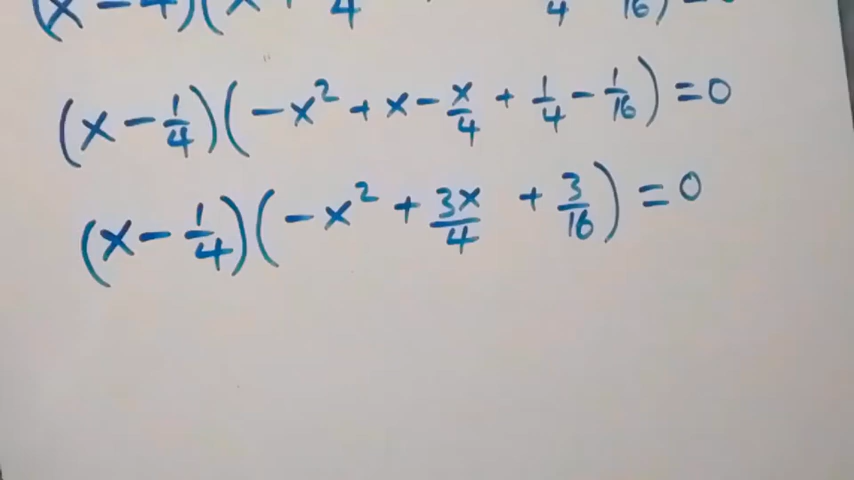 (x - 1/4)(-x² + x - x/4 + 1/4 - 1/16) = 0
(x - 1/4)(-x² + 3x/4 + 3/16) = 0